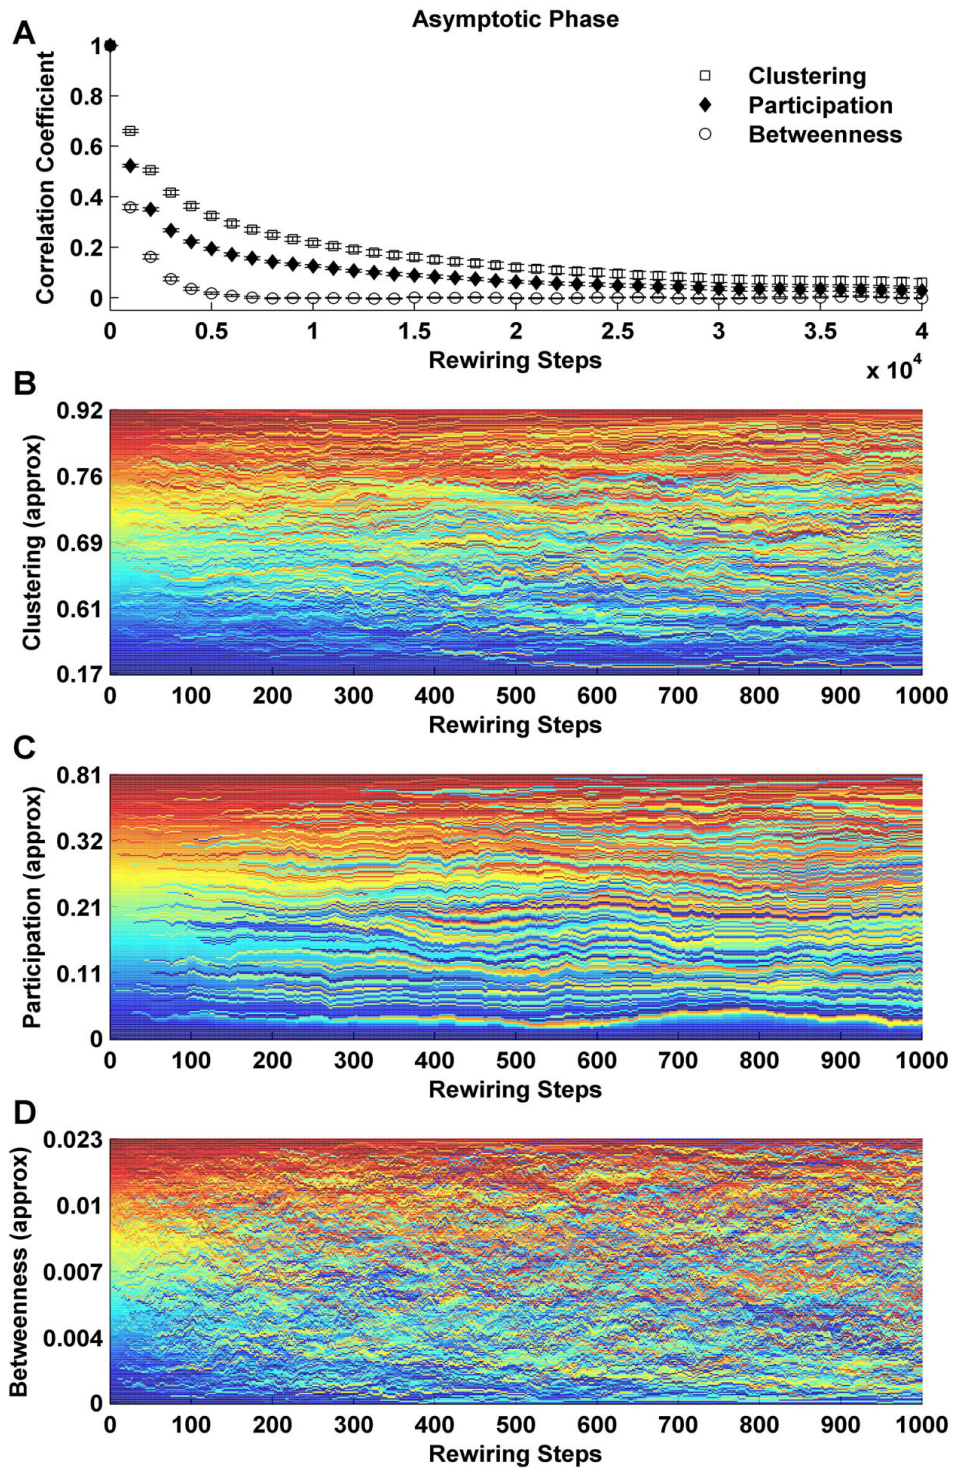 Asymptotic Phase
A
Correlation Coefficient
1
0.8
0.6
0.4
0.2
0
Clustering
Participation
Betweenness
0 0.5 1 1.5 2 2.5 3 3.5 4
Rewiring Steps
x 10⁴
B
Clustering (approx)
0.92
0.76
0.69
0.61
0.17
0 100 200 300 400 500 600 700 800 900 1000
Rewiring Steps
C
Participation (approx)
0.81
0.32
0.21
0.11
0
0 100 200 300 400 500 600 700 800 900 1000
Rewiring Steps
D
Betweenness (approx)
0.023
0.01
0.007
0.004
0
0 100 200 300 400 500 600 700 800 900 1000
Rewiring Steps